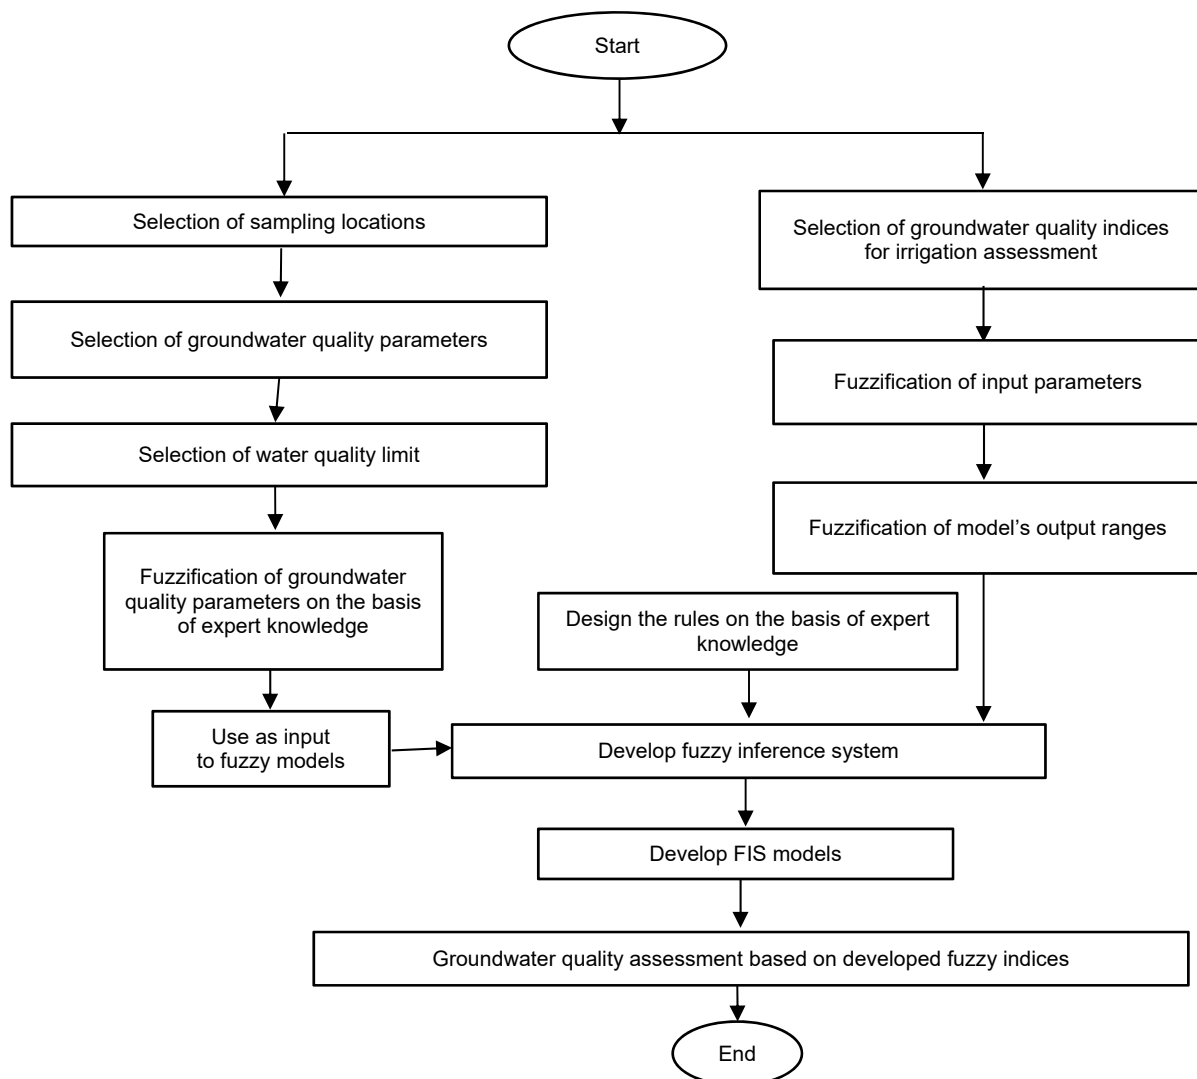 Start
Selection of sampling locations
Selection of groundwater quality indices
for irrigation assessment
Selection of groundwater quality parameters
Fuzzification of input parameters
Selection of water quality limit
Fuzzification of model’s output ranges
Fuzzification of groundwater
quality parameters on the basis
of expert knowledge
Design the rules on the basis of expert
knowledge
Use as input
to fuzzy models
Develop fuzzy inference system
Develop FIS models
Groundwater quality assessment based on developed fuzzy indices
End